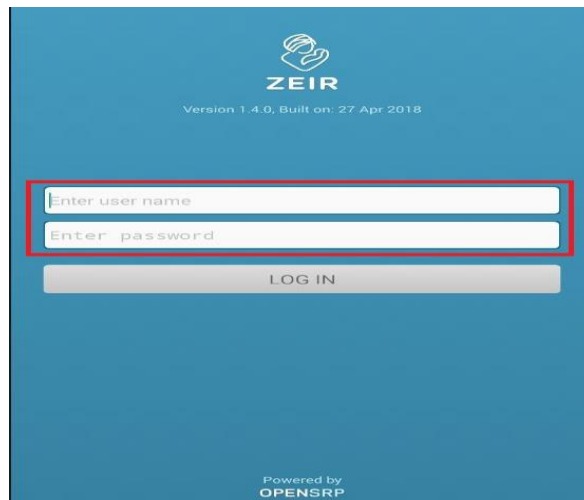 ZEIR
Version 1.4.0, Built on: 27 Apr 2018
Enter user name
Enter password
LOG IN
Powered by
OPENSRP